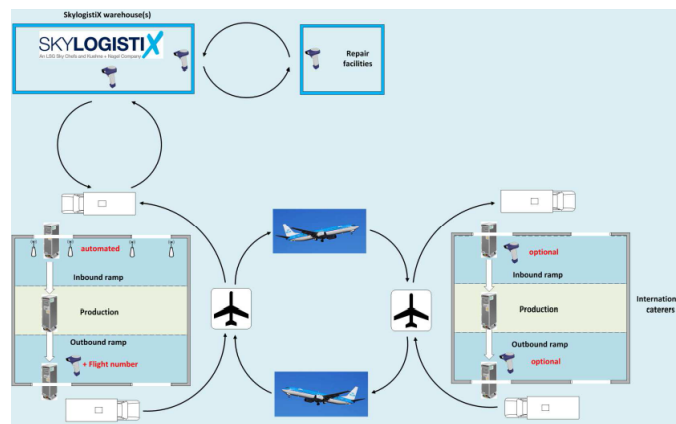 SkylogistiX warehouse(s)
SKYLOGISTIX
An LSG Sky Chefs and Kuehne + Nagel Company
Repair
facilities
automated
Inbound ramp
Production
Outbound ramp
+ Flight number
optional
Inbound ramp
Production
Outbound ramp
optional
Internation
caterers